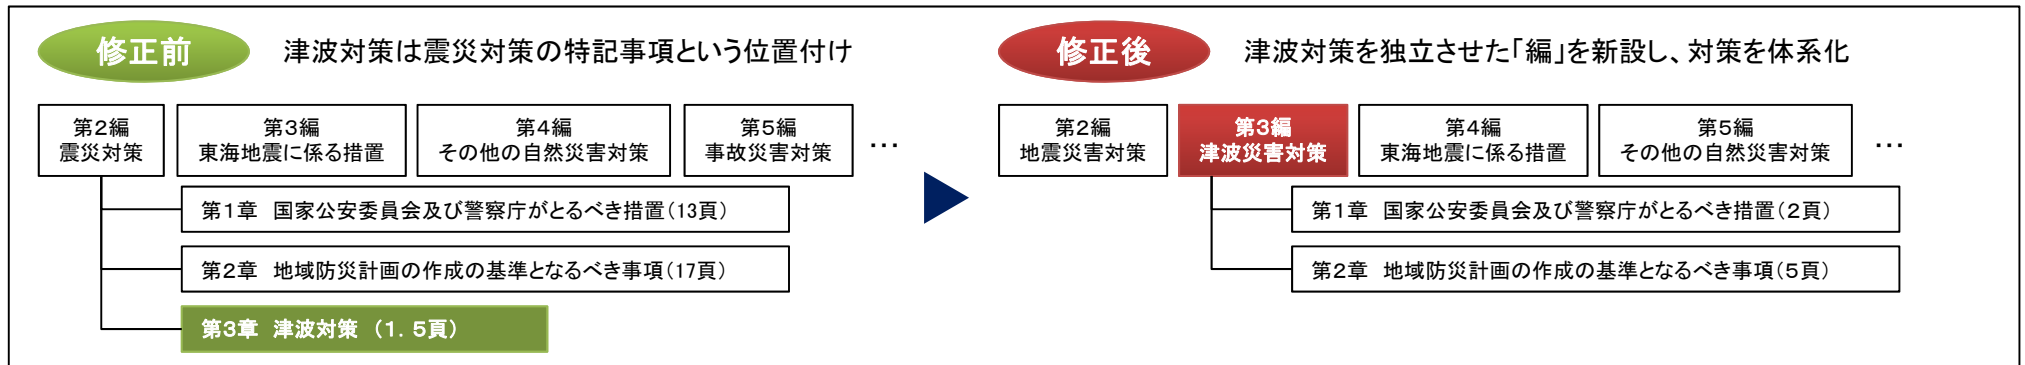 修正前
津波対策は震災対策の特記事項という位置付け
第2編
震災対策
第3編
東海地震に係る措置
第4編
その他の自然災害対策
第5編
事故災害対策
…
第1章 国家公安委員会及び警察庁がとるべき措置(13頁)
第2章 地域防災計画の作成の基準となるべき事項(17頁)
第3章 津波対策 (1.5頁)
修正後
津波対策を独立させた「編」を新設し、対策を体系化
第2編
地震災害対策
第3編
津波災害対策
第4編
東海地震に係る措置
第5編
その他の自然災害対策
…
第1章 国家公安委員会及び警察庁がとるべき措置(2頁)
第2章 地域防災計画の作成の基準となるべき事項(5頁)